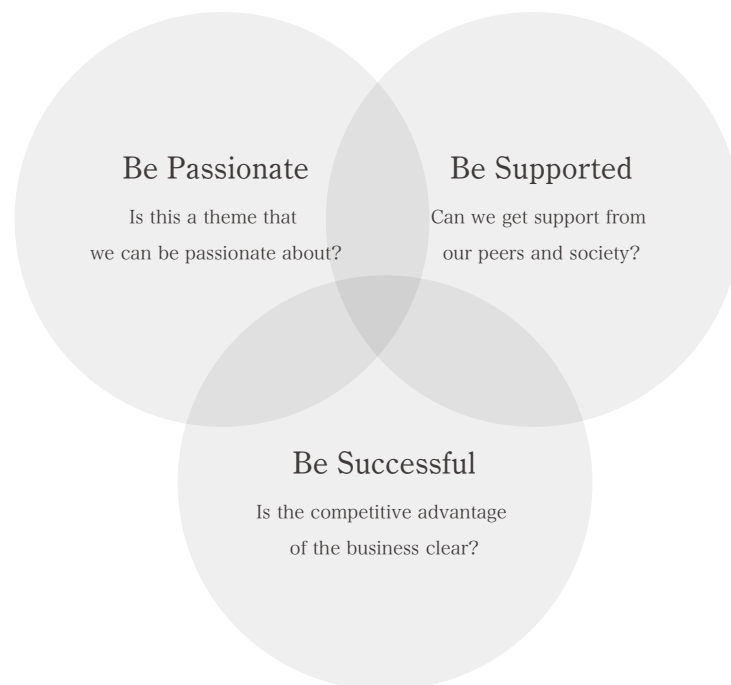 Be Passionate
Is this a theme that
we can be passionate about?
Be Supported
Can we get support from
our peers and society?
Be Successful
Is the competitive advantage
of the business clear?